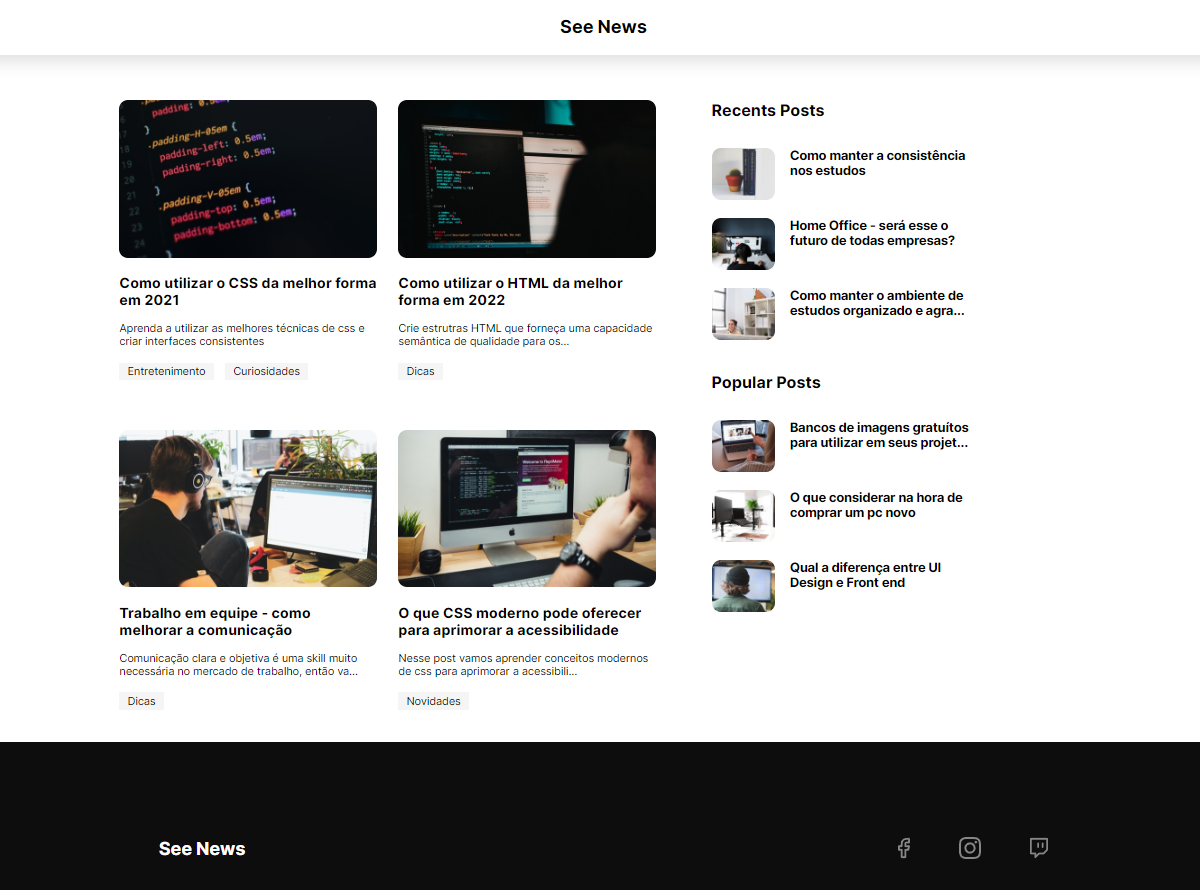 See News
.padding-H-05em {
padding-left: 0.5em;
padding-right: 0.5em;
}
.padding-V-05em {
padding-top: 0.5em;
padding-bottom: 0.5em;
}
Como utilizar o CSS da melhor forma
em 2021
Aprenda a utilizar as melhores técnicas de css e
criar interfaces consistentes
Entretenimento Curiosidades
Como utilizar o HTML da melhor
forma em 2022
Crie estrutras HTML que forneça uma capacidade
semântica de qualidade para os...
Dicas
Trabalho em equipe - como
melhorar a comunicação
Comunicação clara e objetiva é uma skill muito
necessária no mercado de trabalho, então va...
Dicas
O que CSS moderno pode oferecer
para aprimorar a acessibilidade
Nesse post vamos aprender conceitos modernos
de css para aprimorar a acessibili...
Novidades
Recents Posts
Como manter a consistência
nos estudos
Home Office - será esse o
futuro de todas empresas?
Como manter o ambiente de
estudos organizado e agra...
Popular Posts
Bancos de imagens gratuítos
para utilizar em seus projet...
O que considerar na hora de
comprar um pc novo
Qual a diferença entre UI
Design e Front end
See News